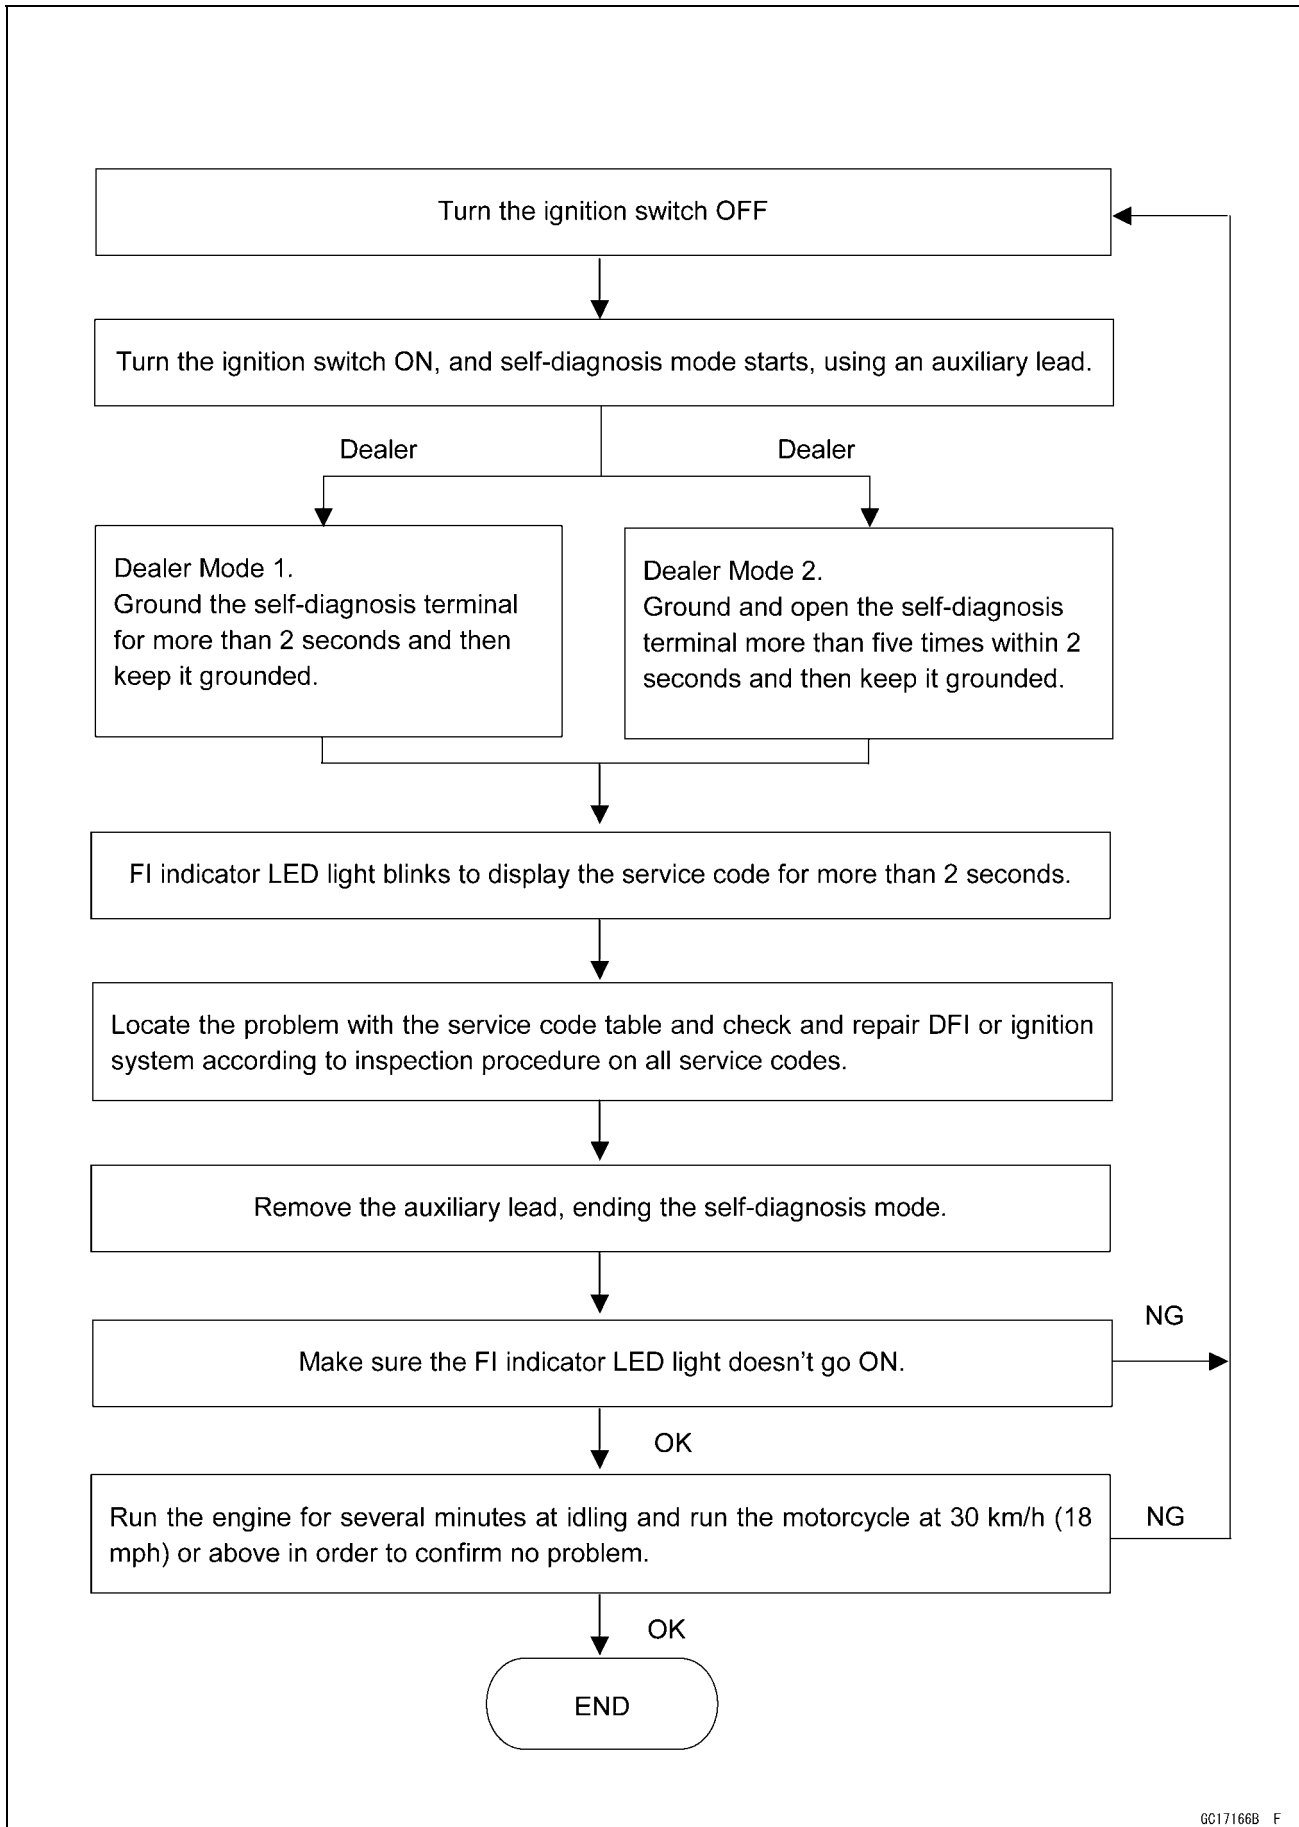 Turn the ignition switch OFF
Turn the ignition switch ON, and self-diagnosis mode starts, using an auxiliary lead.
Dealer
Dealer
Dealer Mode 1.
Ground the self-diagnosis terminal
for more than 2 seconds and then
keep it grounded.
Dealer Mode 2.
Ground and open the self-diagnosis
terminal more than five times within 2
seconds and then keep it grounded.
FI indicator LED light blinks to display the service code for more than 2 seconds.
Locate the problem with the service code table and check and repair DFI or ignition
system according to inspection procedure on all service codes.
Remove the auxiliary lead, ending the self-diagnosis mode.
NG
Make sure the FI indicator LED light doesn't go ON.
OK
Run the engine for several minutes at idling and run the motorcycle at 30 km/h (18
mph) or above in order to confirm no problem.
NG
OK
END
GC17166B F